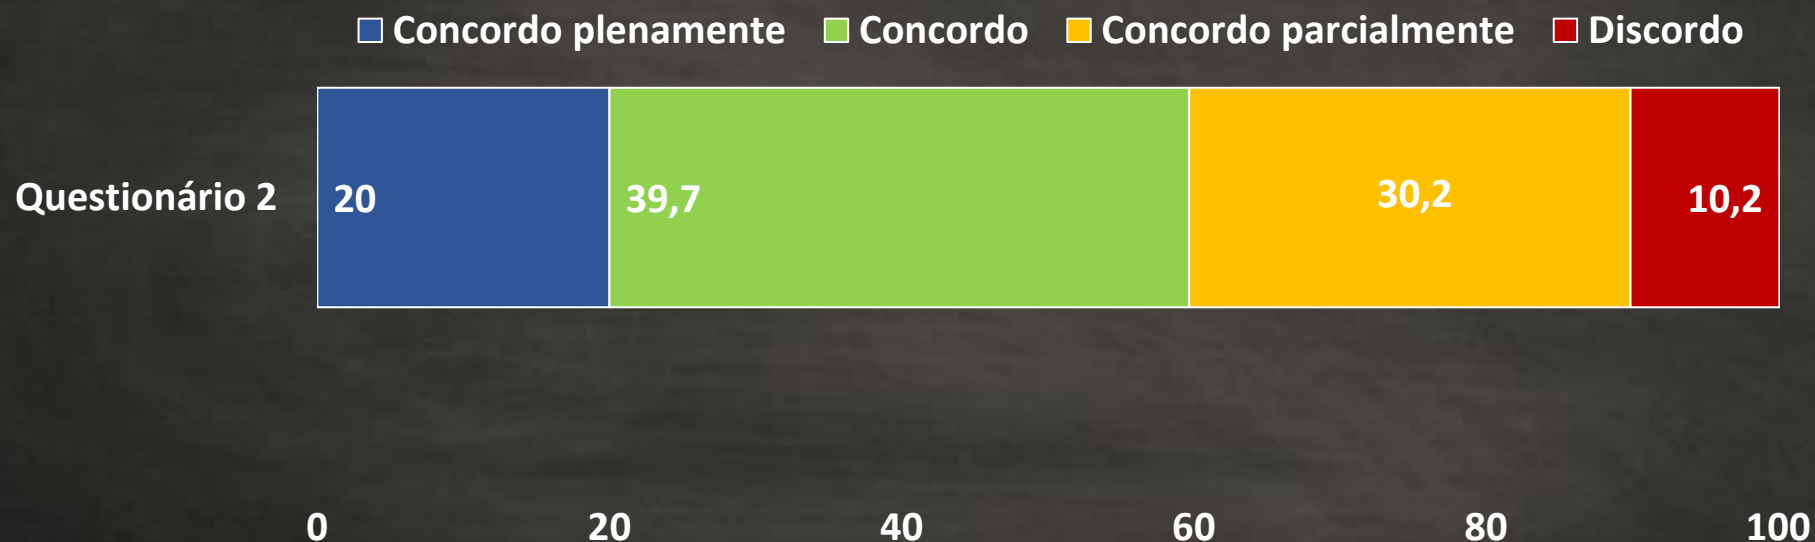 Concordo plenamente Concordo Concordo parcialmente Discordo
Questionário 2 20 39,7 30,2 10,2
0 20 40 60 80 100